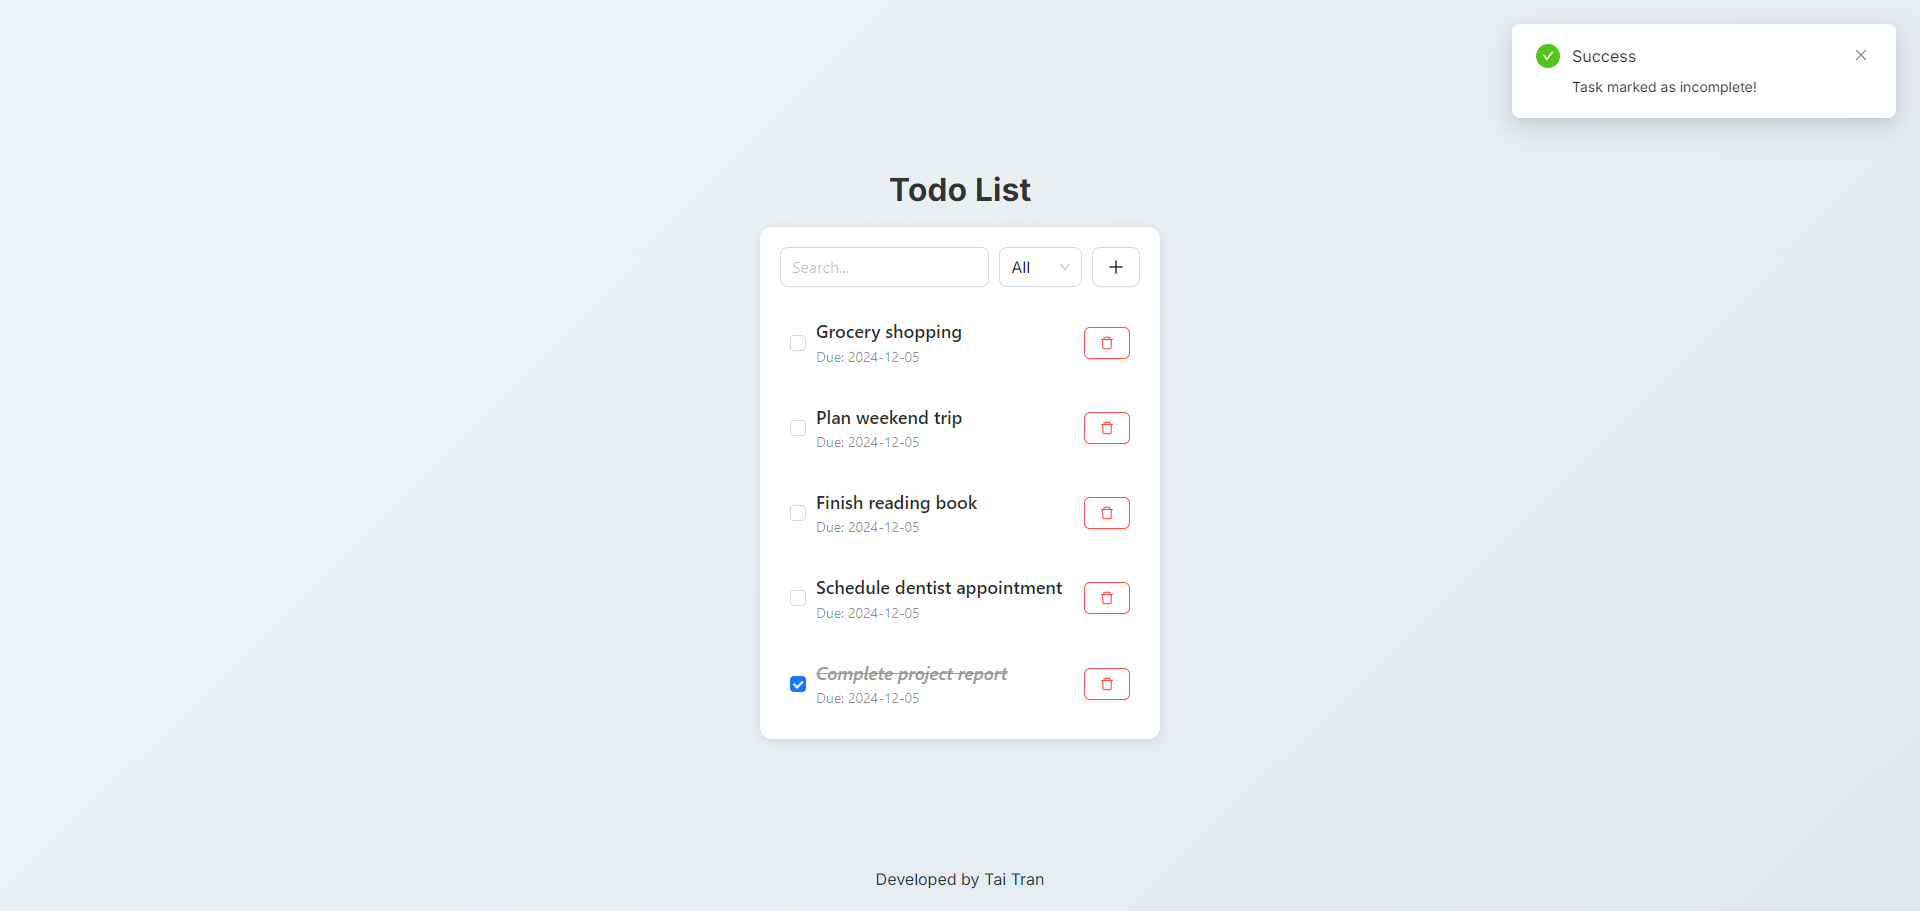 Success
Task marked as incomplete!
Todo List
Search...
All
Grocery shopping
Due: 2024-12-05
Plan weekend trip
Due: 2024-12-05
Finish reading book
Due: 2024-12-05
Schedule dentist appointment
Due: 2024-12-05
Complete project report
Due: 2024-12-05
Developed by Tai Tran